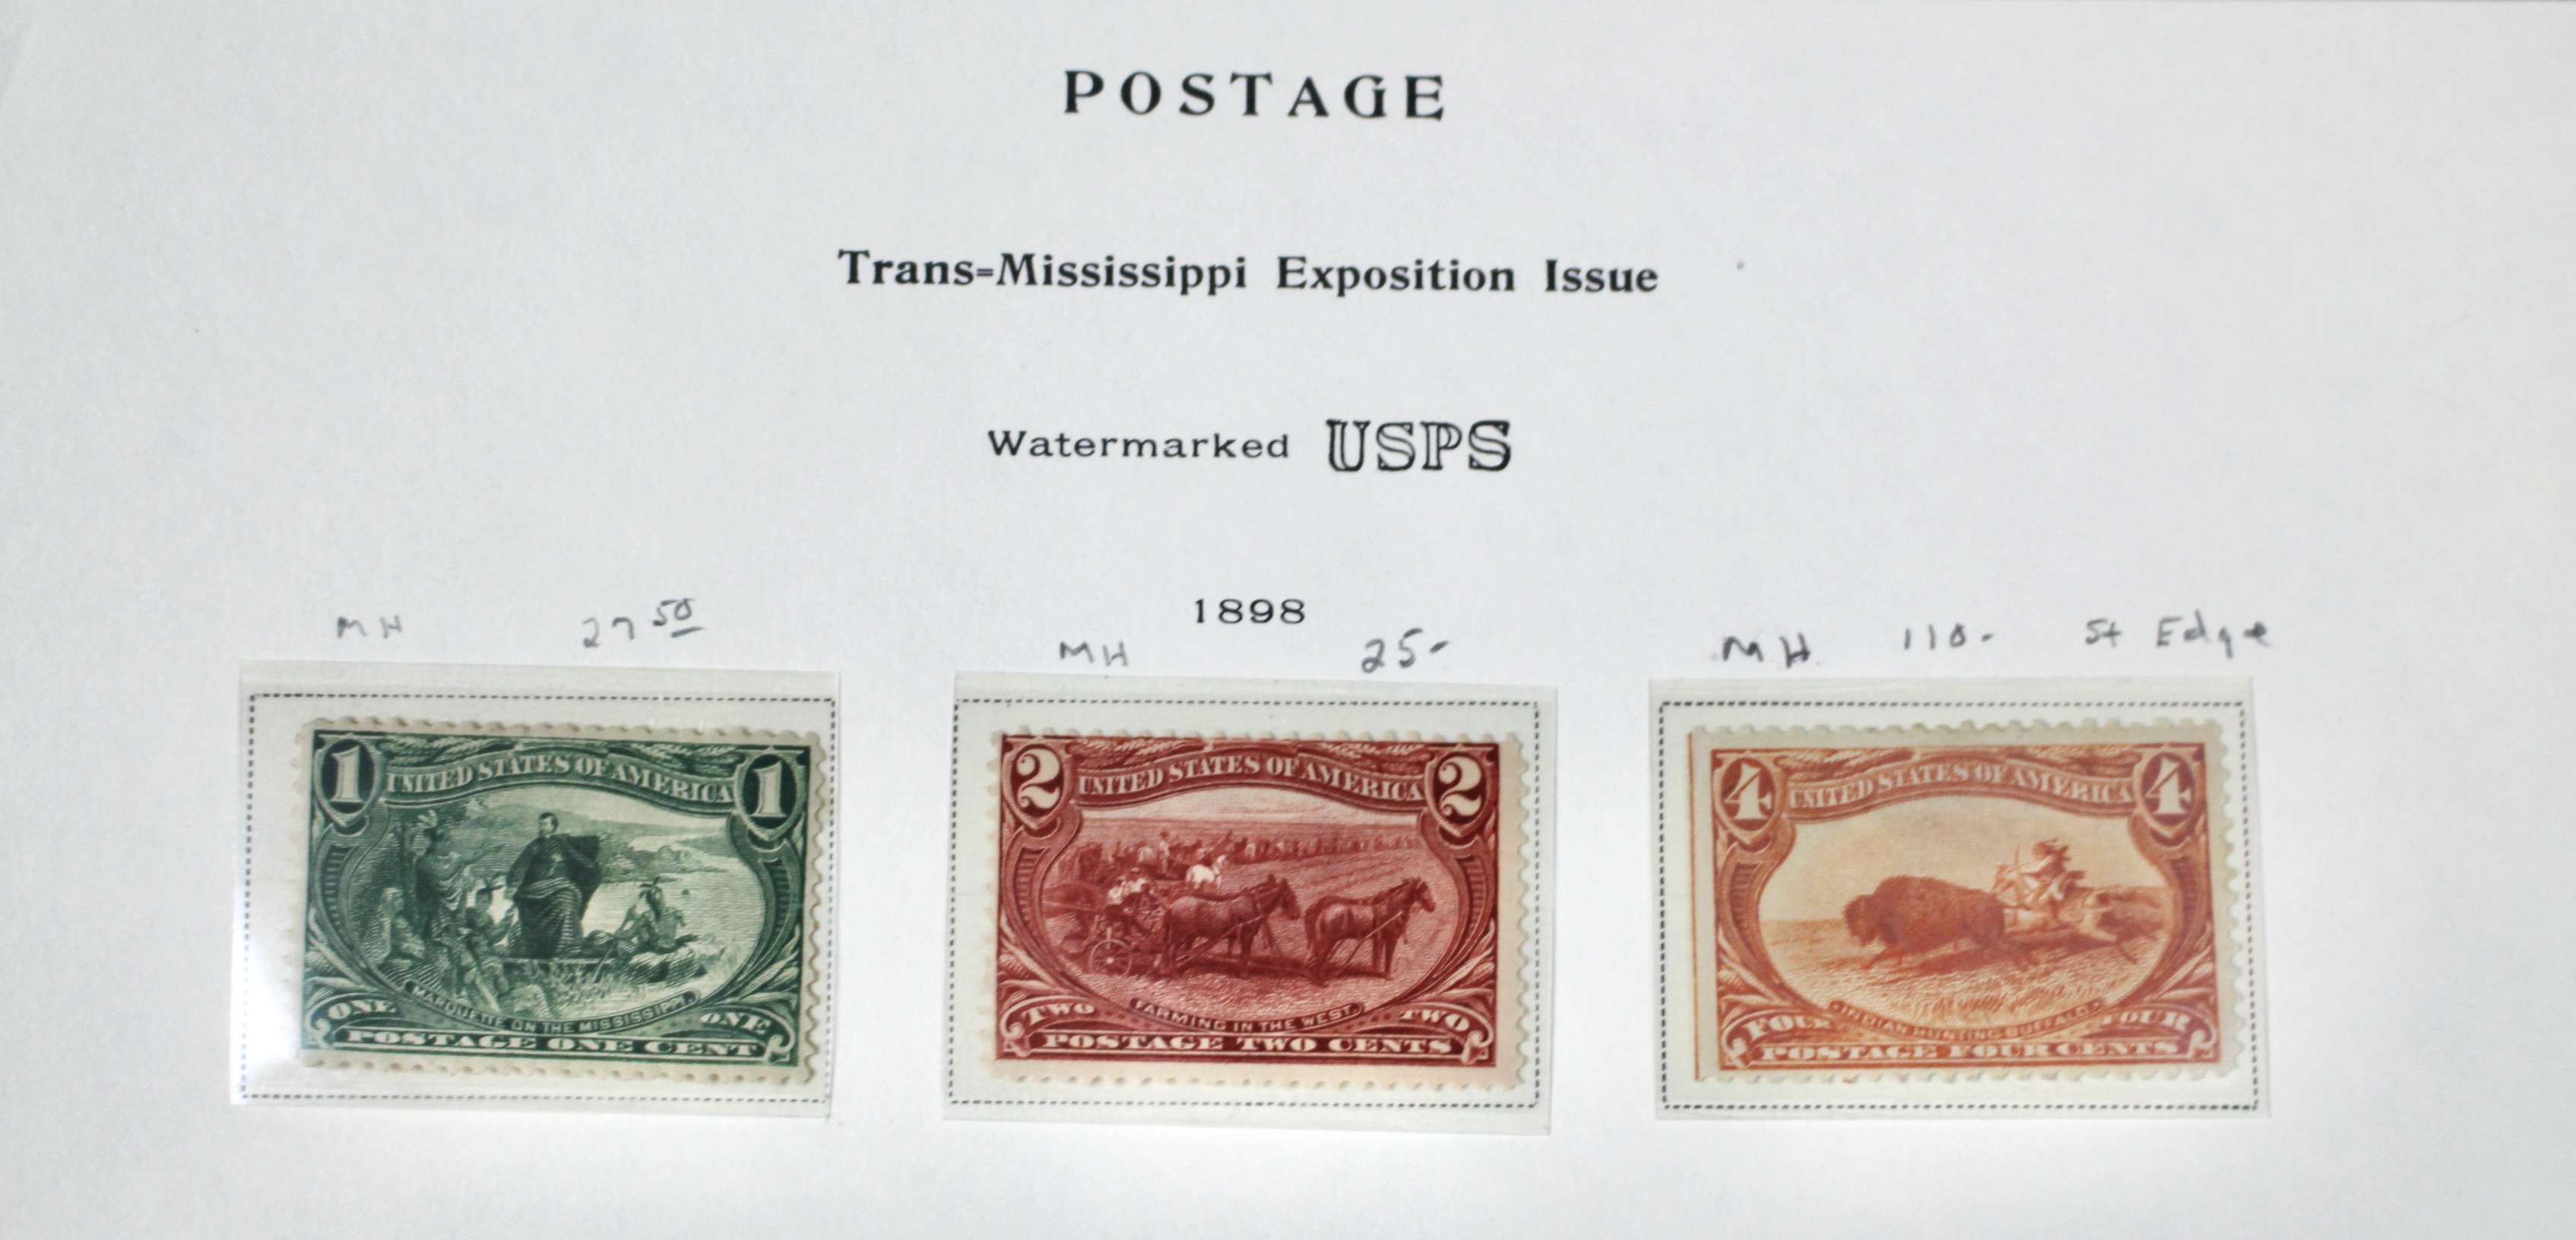 POSTAGE
Trans=Mississippi Exposition Issue
Watermarked USPS
1898
MH 27 50
MH 25-
MH 110- St Edge
1 UNITED STATES OF AMERICA 1
MARQUETTE ON THE MISSISSIPPI.
ONE ONE
POSTAGE ONE CENT
2 UNITED STATES OF AMERICA 2
FARMING IN THE WEST.
TWO TWO
POSTAGE TWO CENTS
4 UNITED STATES OF AMERICA 4
INDIAN HUNTING BUFFALO.
FOUR FOUR
POSTAGE FOUR CENTS